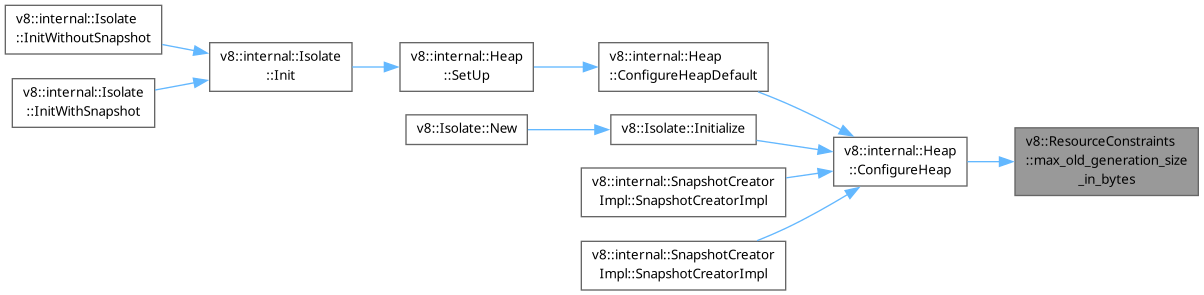 v8::internal::Isolate
::InitWithoutSnapshot
v8::internal::Isolate
::InitWithSnapshot
v8::internal::Isolate
::Init
v8::internal::Heap
::SetUp
v8::internal::Heap
::ConfigureHeapDefault
v8::Isolate::New
v8::Isolate::Initialize
v8::internal::SnapshotCreator
Impl::SnapshotCreatorImpl
v8::internal::SnapshotCreator
Impl::SnapshotCreatorImpl
v8::internal::Heap
::ConfigureHeap
v8::ResourceConstraints
::max_old_generation_size
_in_bytes